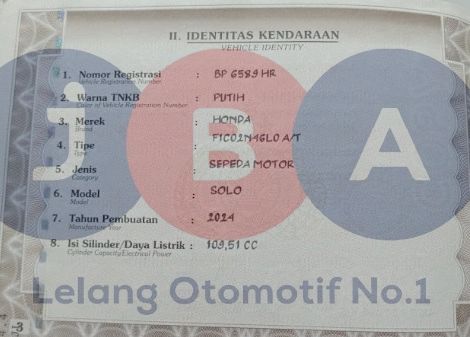 II. IDENTITAS KENDARAAN
VEHICLE IDENTITY
1. Nomor Registrasi : BP 6589 HR
Vehicle Registration Number
2. Warna TNKB : PUTIH
Color of Vehicle Registration Number
3. Merek : HONDA
Brand
4. Tipe : F1C02N46L0 A/T
Type
5. Jenis : SEPEDA MOTOR
Category
6. Model : SOLO
Model
7. Tahun Pembuatan : 2024
Manufacture Year
8. Isi Silinder/Daya Listrik : 109,51 CC
Cylinder Capacity/Electrical Power
JBA
Lelang Otomotif No.1
3